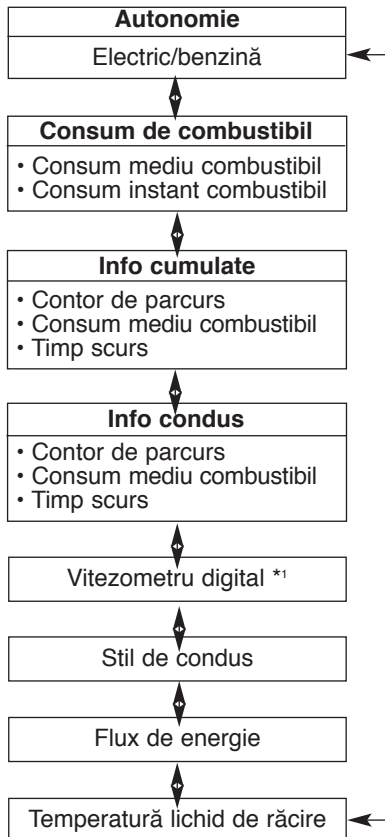 Autonomie
Electric/benzină
Consum de combustibil
• Consum mediu combustibil
• Consum instant combustibil
Info cumulate
• Contor de parcurs
• Consum mediu combustibil
• Timp scurs
Info condus
• Contor de parcurs
• Consum mediu combustibil
• Timp scurs
Vitezometru digital *¹
Stil de condus
Flux de energie
Temperatură lichid de răcire